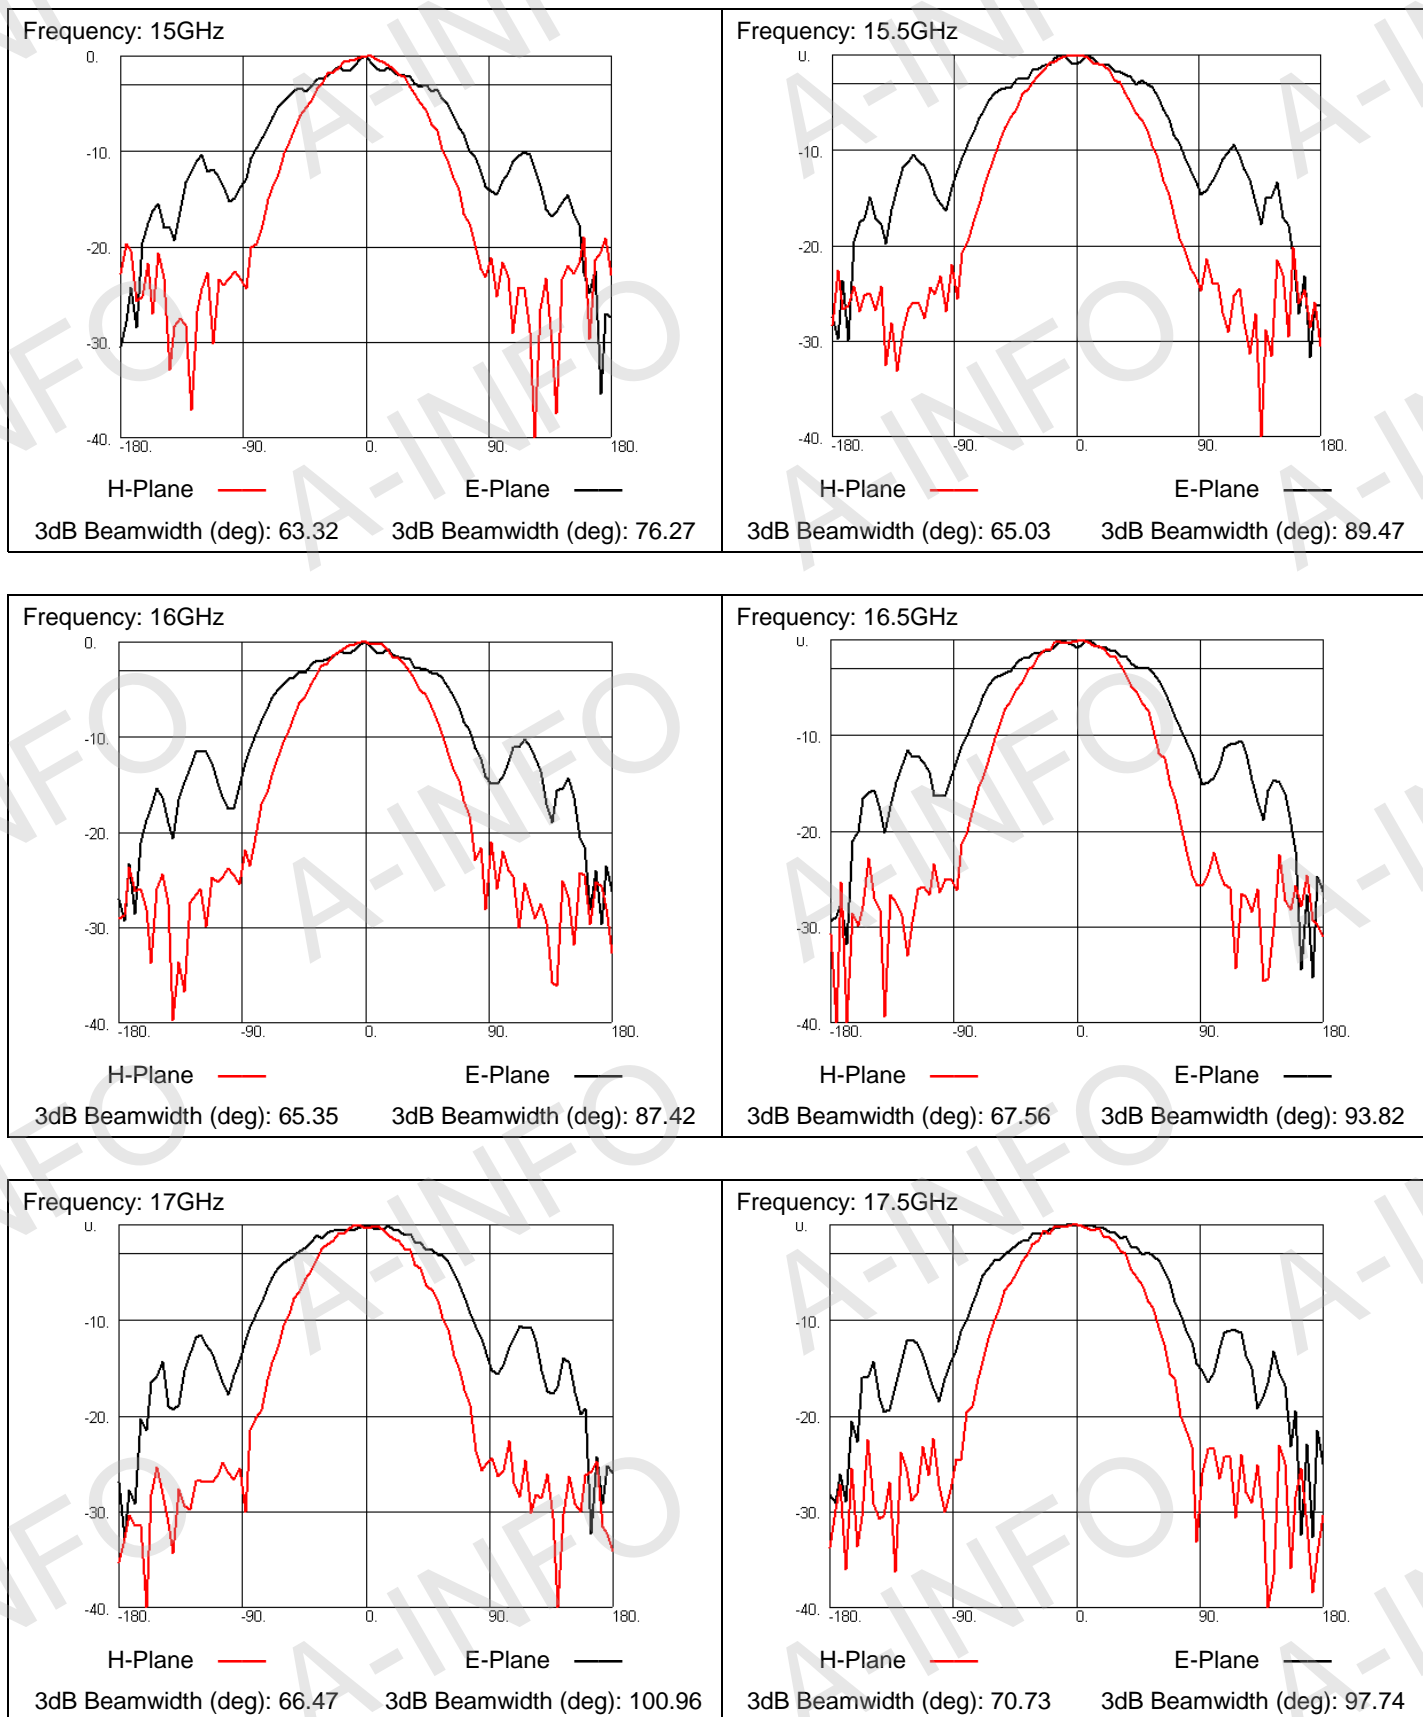 Frequency: 15GHz
0.
-10.
-20.
-30.
-40.
-180. -90. 0. 90. 180.
H-Plane E-Plane
3dB Beamwidth (deg): 63.32 3dB Beamwidth (deg): 76.27
Frequency: 15.5GHz
0.
-10.
-20.
-30.
-40.
-180. -90. 0. 90. 180.
H-Plane E-Plane
3dB Beamwidth (deg): 65.03 3dB Beamwidth (deg): 89.47
Frequency: 16GHz
0.
-10.
-20.
-30.
-40.
-180. -90. 0. 90. 180.
H-Plane E-Plane
3dB Beamwidth (deg): 65.35 3dB Beamwidth (deg): 87.42
Frequency: 16.5GHz
0.
-10.
-20.
-30.
-40.
-180. -90. 0. 90. 180.
H-Plane E-Plane
3dB Beamwidth (deg): 67.56 3dB Beamwidth (deg): 93.82
Frequency: 17GHz
0.
-10.
-20.
-30.
-40.
-180. -90. 0. 90. 180.
H-Plane E-Plane
3dB Beamwidth (deg): 66.47 3dB Beamwidth (deg): 100.96
Frequency: 17.5GHz
0.
-10.
-20.
-30.
-40.
-180. -90. 0. 90. 180.
H-Plane E-Plane
3dB Beamwidth (deg): 70.73 3dB Beamwidth (deg): 97.74
A-INFO